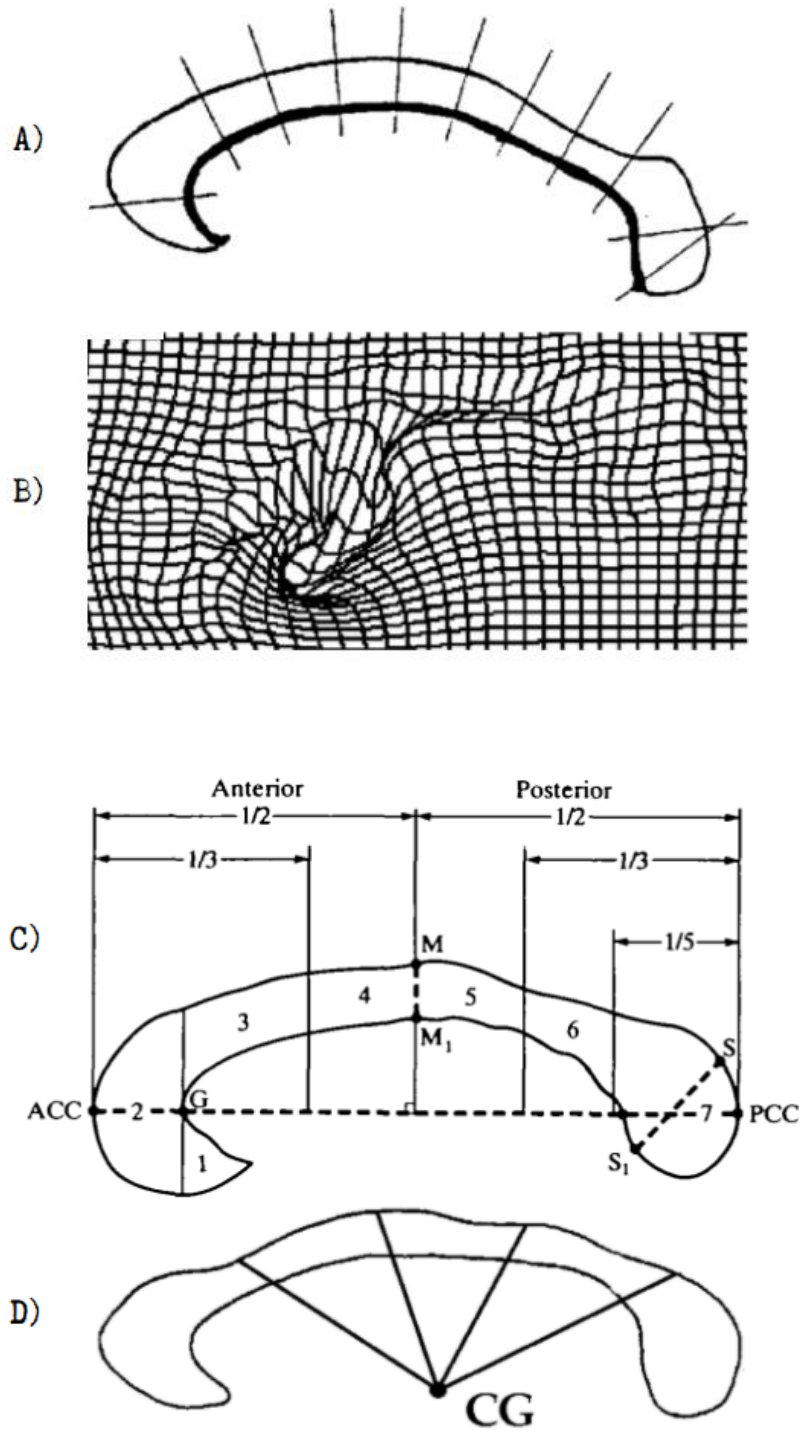 A)
B)
Anterior Posterior
1/2 1/2
1/3 1/3
C)
1/5
M
3 4 5 6
M₁
S
ACC 2 G 7 PCC
1
S₁
D)
CG